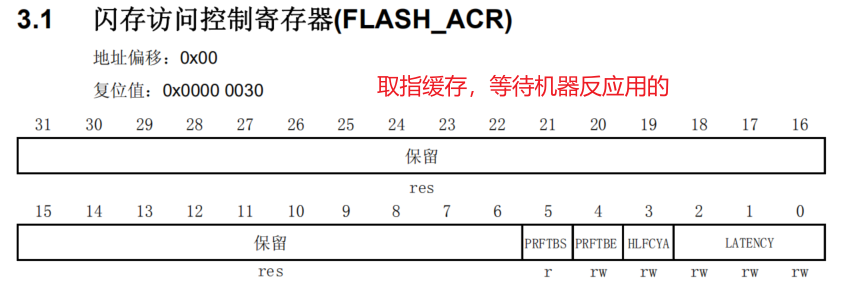 3.1 闪存访问控制寄存器(FLASH_ACR)
地址偏移：0x00
复位值：0x0000 0030
取指缓存，等待机器反应用的
31 30 29 28 27 26 25 24 23 22 21 20 19 18 17 16
保留
res
15 14 13 12 11 10 9 8 7 6 5 4 3 2 1 0
保留 PRFTBS PRFTBE HLFCYA LATENCY
res r rw rw rw rw rw